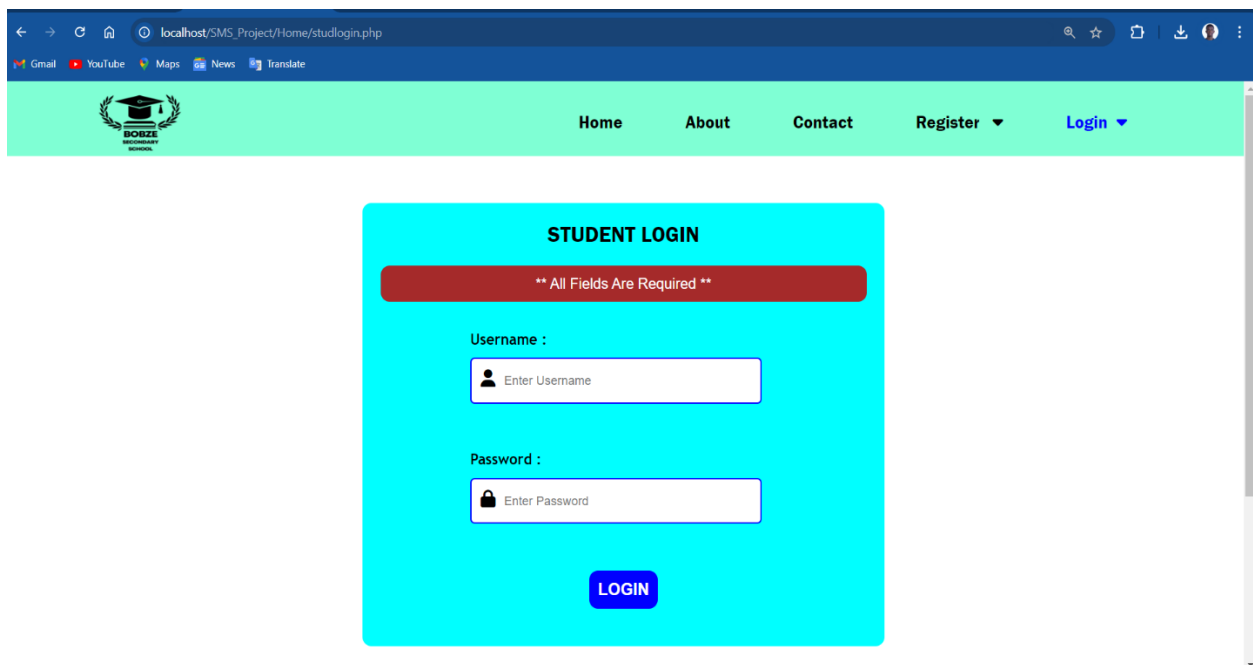 localhost/SMS_Project/Home/studlogin.php
Gmail YouTube Maps News Translate
BOBZE
SECONDARY
SCHOOL
Home About Contact Register Login
STUDENT LOGIN
** All Fields Are Required **
Username :
Enter Username
Password :
Enter Password
LOGIN